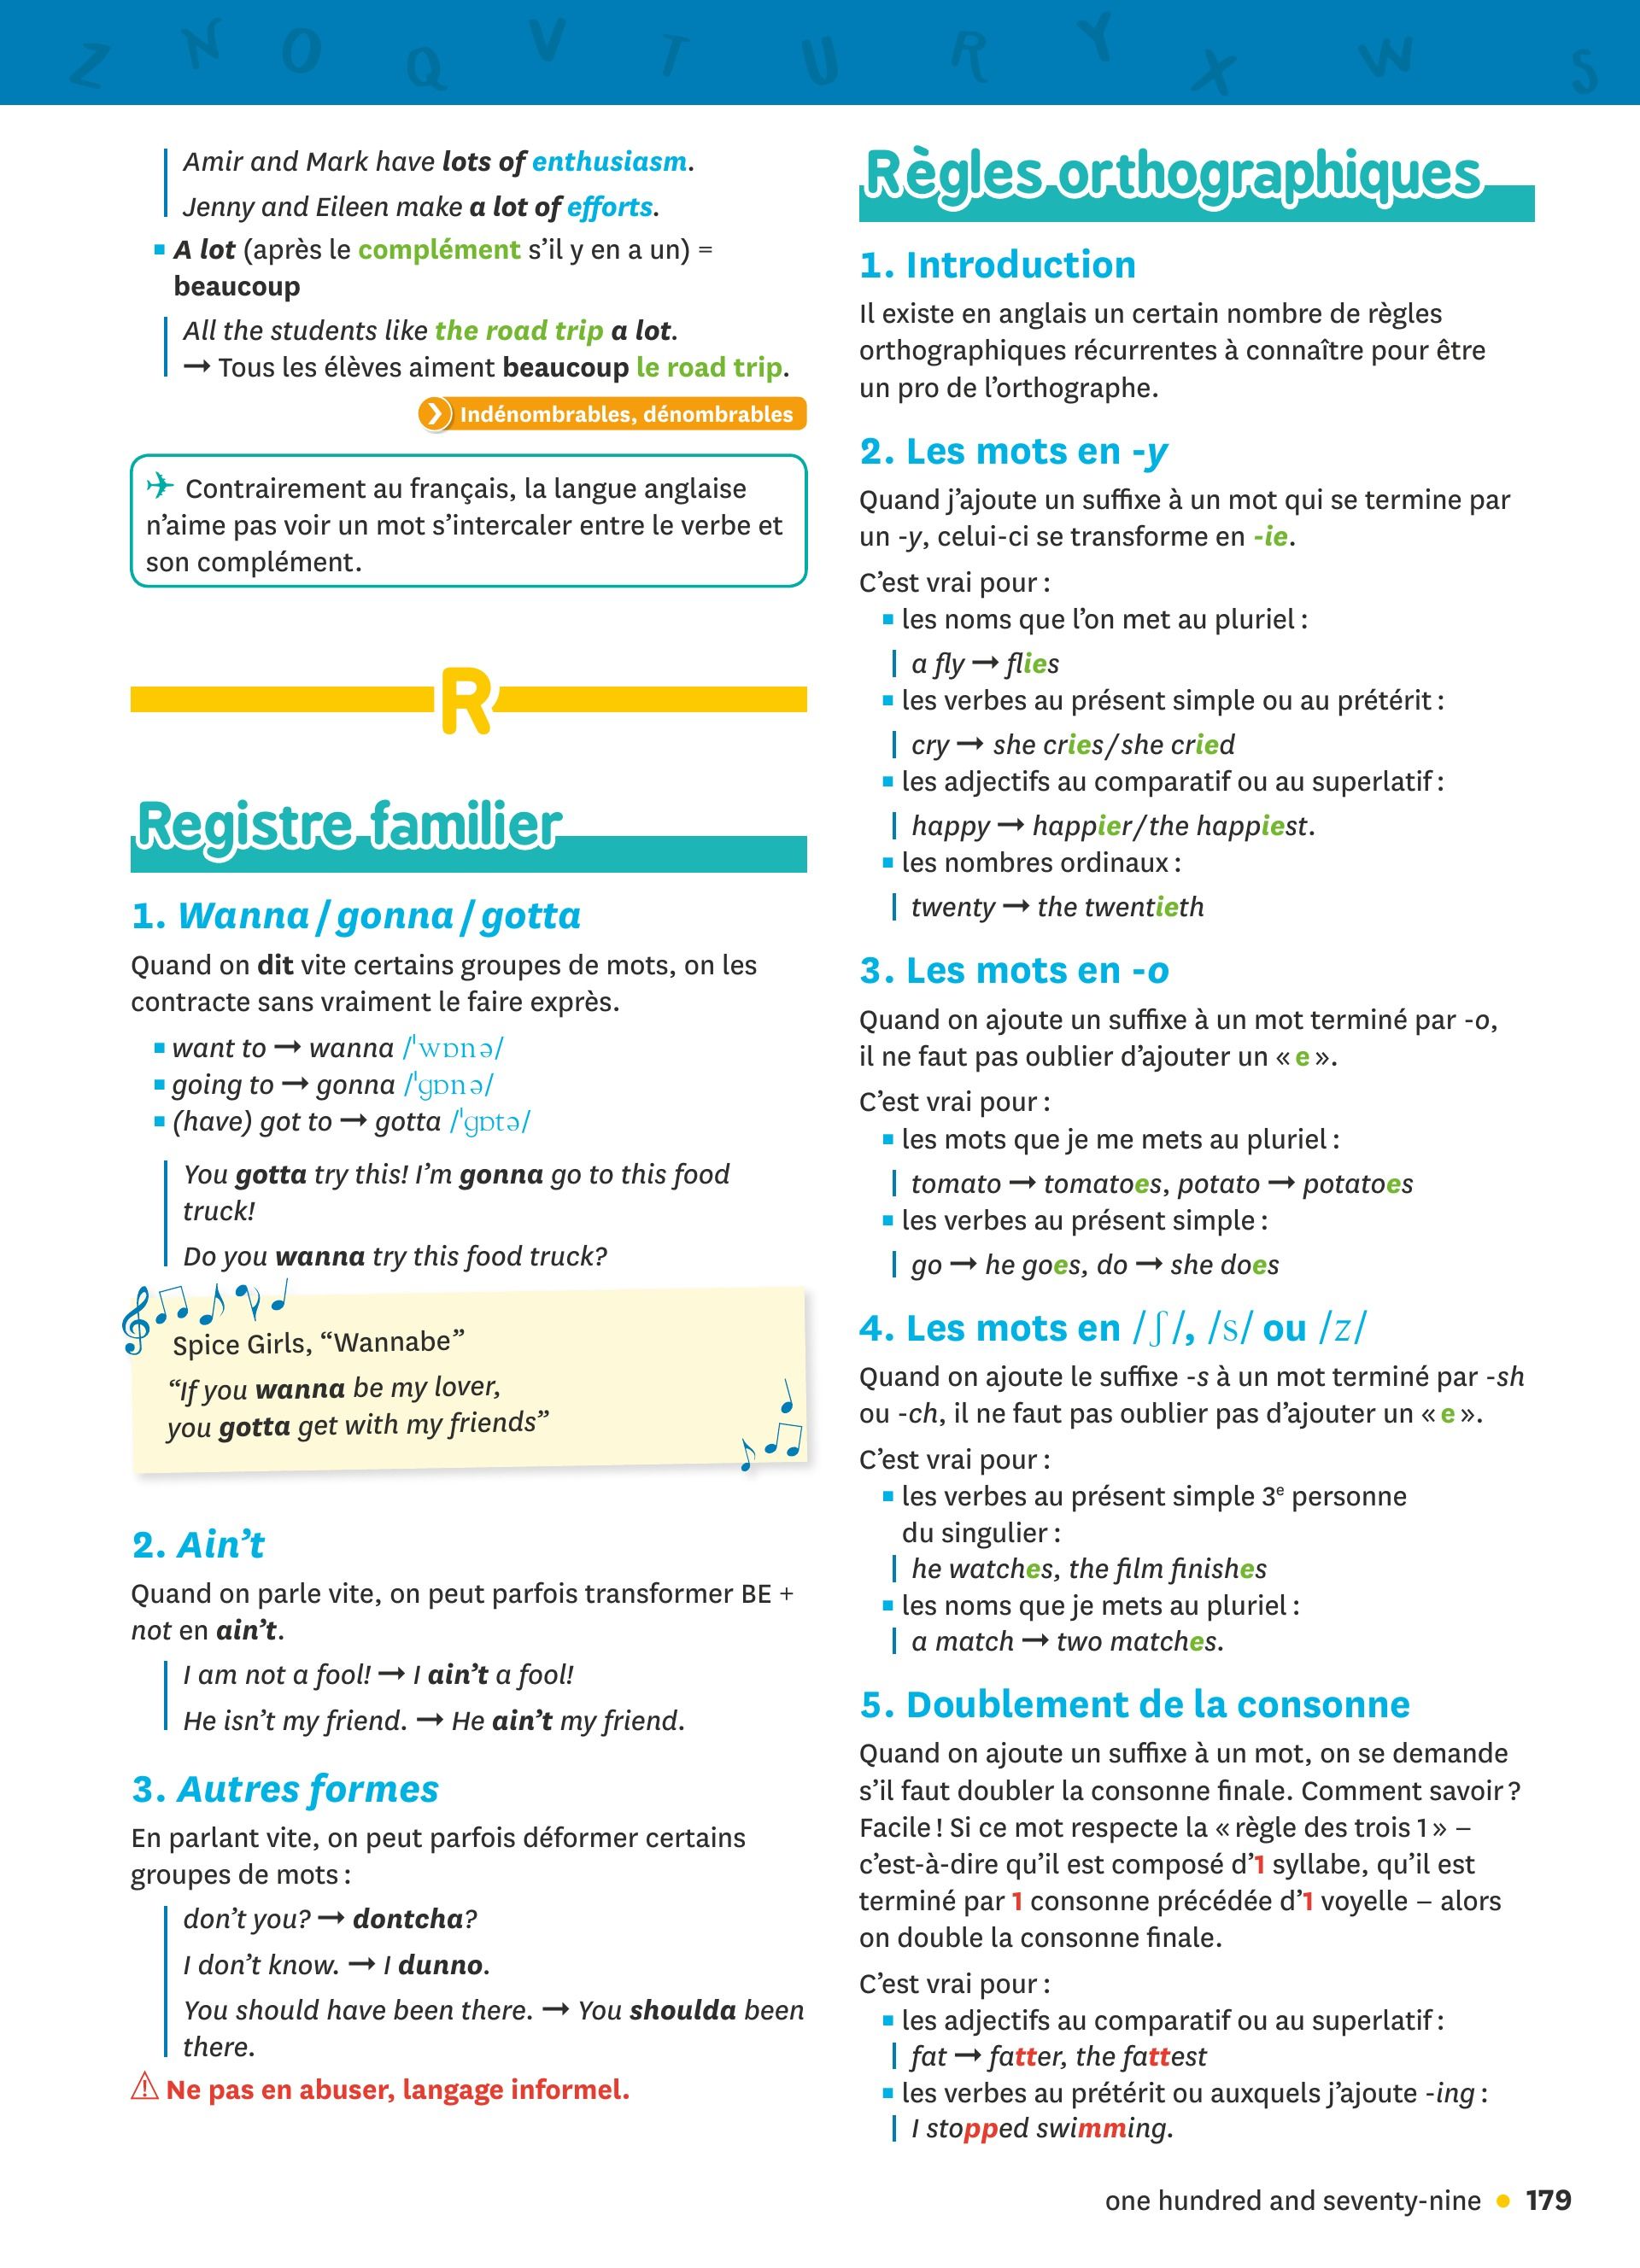 Z N O Q V T U R Y X W S
Amir and Mark have lots of enthusiasm.
Jenny and Eileen make a lot of efforts.
▪ A lot (après le complément s’il y en a un) =
beaucoup
All the students like the road trip a lot.
→ Tous les élèves aiment beaucoup le road trip.
Indénombrables, dénombrables
✈ Contrairement au français, la langue anglaise
n’aime pas voir un mot s’intercaler entre le verbe et
son complément.
R
Registre familier
1. Wanna / gonna / gotta
Quand on dit vite certains groupes de mots, on les
contracte sans vraiment le faire exprès.
▪ want to → wanna /ˈwɒnə/
▪ going to → gonna /ˈgɒnə/
▪ (have) got to → gotta /ˈgɒtə/
You gotta try this! I’m gonna go to this food
truck!
Do you wanna try this food truck?
Spice Girls, “Wannabe”
“If you wanna be my lover,
you gotta get with my friends”
2. Ain’t
Quand on parle vite, on peut parfois transformer BE +
not en ain’t.
I am not a fool! → I ain’t a fool!
He isn’t my friend. → He ain’t my friend.
3. Autres formes
En parlant vite, on peut parfois déformer certains
groupes de mots :
don’t you? → dontcha?
I don’t know. → I dunno.
You should have been there. → You shoulda been
there.
⚠ Ne pas en abuser, langage informel.
Règles orthographiques
1. Introduction
Il existe en anglais un certain nombre de règles
orthographiques récurrentes à connaître pour être
un pro de l’orthographe.
2. Les mots en -y
Quand j’ajoute un suffixe à un mot qui se termine par
un -y, celui-ci se transforme en -ie.
C’est vrai pour :
▪ les noms que l’on met au pluriel :
a fly → flies
▪ les verbes au présent simple ou au prétérit :
cry → she cries/she cried
▪ les adjectifs au comparatif ou au superlatif :
happy → happier/the happiest.
▪ les nombres ordinaux :
twenty → the twentieth
3. Les mots en -o
Quand on ajoute un suffixe à un mot terminé par -o,
il ne faut pas oublier d’ajouter un « e ».
C’est vrai pour :
▪ les mots que je me mets au pluriel :
tomato → tomatoes, potato → potatoes
▪ les verbes au présent simple :
go → he goes, do → she does
4. Les mots en /ʃ/, /s/ ou /z/
Quand on ajoute le suffixe -s à un mot terminé par -sh
ou -ch, il ne faut pas oublier pas d’ajouter un « e ».
C’est vrai pour :
▪ les verbes au présent simple 3e personne
du singulier :
he watches, the film finishes
▪ les noms que je mets au pluriel :
a match → two matches.
5. Doublement de la consonne
Quand on ajoute un suffixe à un mot, on se demande
s’il faut doubler la consonne finale. Comment savoir ?
Facile ! Si ce mot respecte la « règle des trois 1 » –
c’est-à-dire qu’il est composé d’1 syllabe, qu’il est
terminé par 1 consonne précédée d’1 voyelle – alors
on double la consonne finale.
C’est vrai pour :
▪ les adjectifs au comparatif ou au superlatif :
fat → fatter, the fattest
▪ les verbes au prétérit ou auxquels j’ajoute -ing :
I stopped swimming.
one hundred and seventy-nine • 179